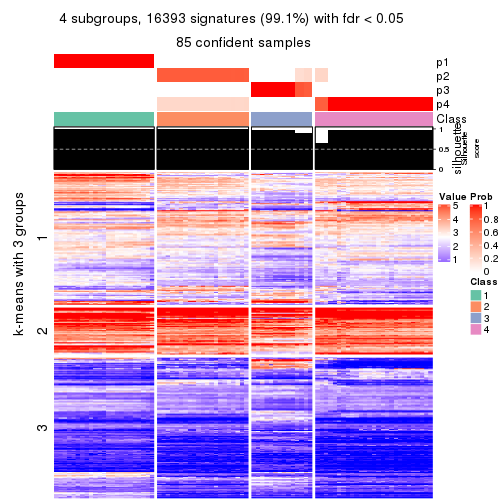 4 subgroups, 16393 signatures (99.1%) with fdr < 0.05
85 confident samples
p1
p2
p3
p4
Class
1
0.5
0
silhouette
Silhouette
score
k-means with 3 groups
1
2
3
Value
5
4
3
2
1
Prob
1
0.8
0.6
0.4
0.2
0
Class
1
2
3
4